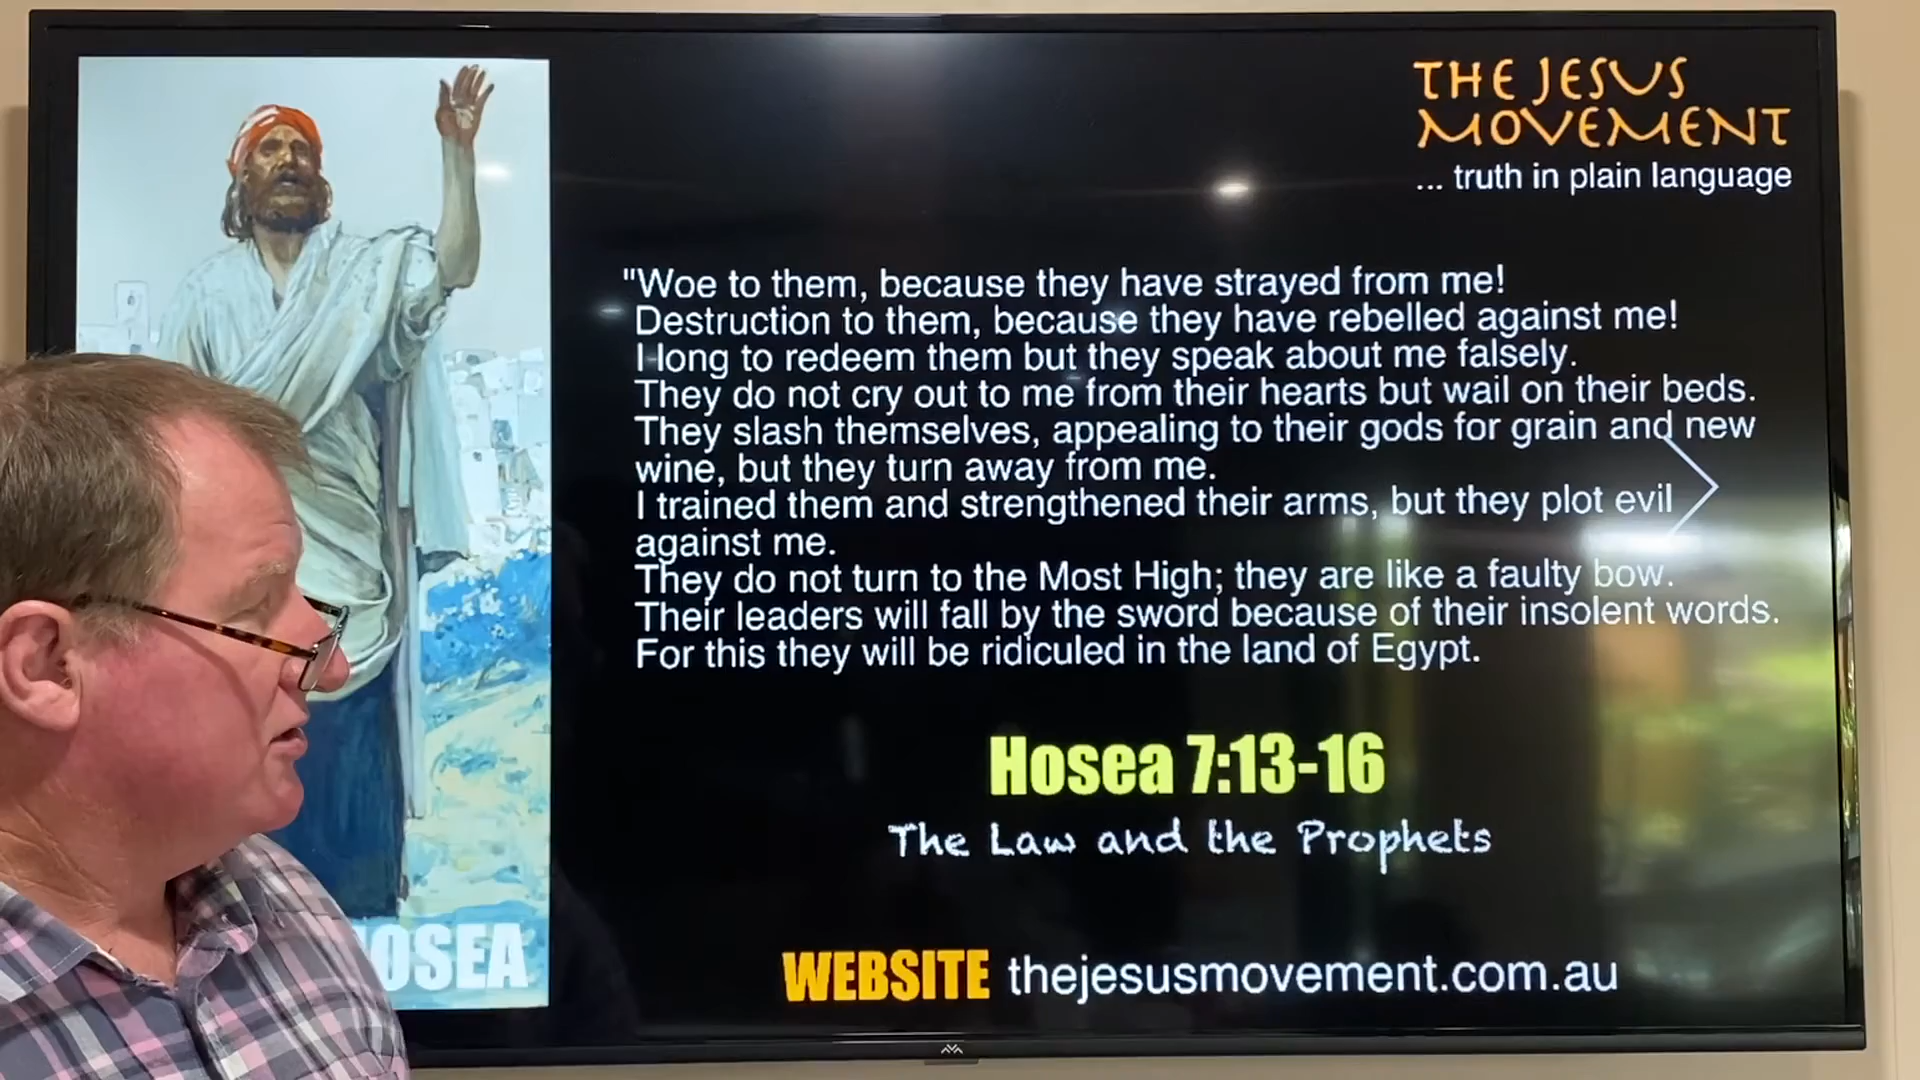 THE JESUS
MOVEMENT
... truth in plain language
"Woe to them, because they have strayed from me!
Destruction to them, because they have rebelled against me!
I long to redeem them but they speak about me falsely.
They do not cry out to me from their hearts but wail on their beds.
They slash themselves, appealing to their gods for grain and new
wine, but they turn away from me.
I trained them and strengthened their arms, but they plot evil
against me.
They do not turn to the Most High; they are like a faulty bow.
Their leaders will fall by the sword because of their insolent words.
For this they will be ridiculed in the land of Egypt.
Hosea 7:13-16
The Law and the Prophets
HOSEA
WEBSITE thejesusmovement.com.au